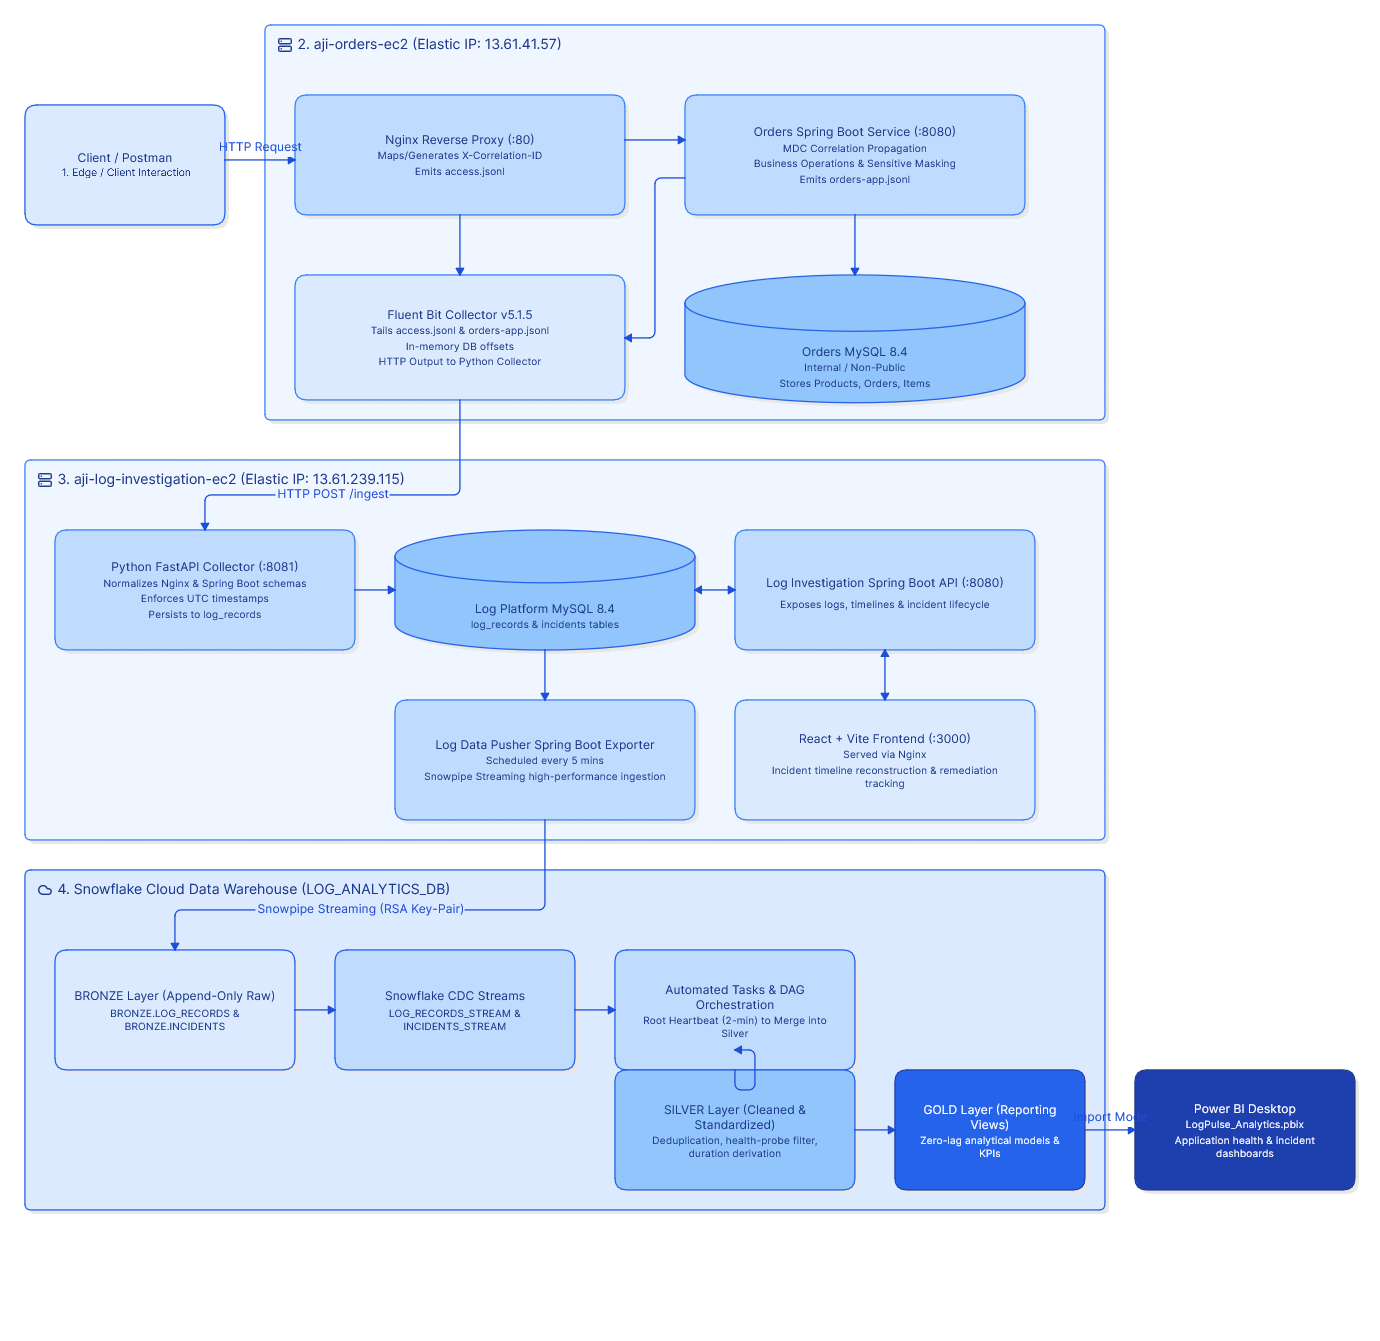 2. aji-orders-ec2 (Elastic IP: 13.61.41.57)
Client / Postman
1. Edge / Client Interaction
HTTP Request
Nginx Reverse Proxy (:80)
Maps/Generates X-Correlation-ID
Emits access.jsonl
Orders Spring Boot Service (:8080)
MDC Correlation Propagation
Business Operations & Sensitive Masking
Emits orders-app.jsonl
Fluent Bit Collector v5.1.5
Tails access.jsonl & orders-app.jsonl
In-memory DB offsets
HTTP Output to Python Collector
Orders MySQL 8.4
Internal / Non-Public
Stores Products, Orders, Items
3. aji-log-investigation-ec2 (Elastic IP: 13.61.239.115)
HTTP POST /ingest
Python FastAPI Collector (:8081)
Normalizes Nginx & Spring Boot schemas
Enforces UTC timestamps
Persists to log_records
Log Platform MySQL 8.4
log_records & incidents tables
Log Investigation Spring Boot API (:8080)
Exposes logs, timelines & incident lifecycle
Log Data Pusher Spring Boot Exporter
Scheduled every 5 mins
Snowpipe Streaming high-performance ingestion
React + Vite Frontend (:3000)
Served via Nginx
Incident timeline reconstruction & remediation
tracking
4. Snowflake Cloud Data Warehouse (LOG_ANALYTICS_DB)
Snowpipe Streaming (RSA Key-Pair)
BRONZE Layer (Append-Only Raw)
BRONZE.LOG_RECORDS &
BRONZE.INCIDENTS
Snowflake CDC Streams
LOG_RECORDS_STREAM &
INCIDENTS_STREAM
Automated Tasks & DAG
Orchestration
Root Heartbeat (2-min) to Merge into
Silver
SILVER Layer (Cleaned &
Standardized)
Deduplication, health-probe filter,
duration derivation
GOLD Layer (Reporting
Views)
Zero-lag analytical models &
KPIs
Import Mode
Power BI Desktop
LogPulse_Analytics.pbix
Application health & incident
dashboards